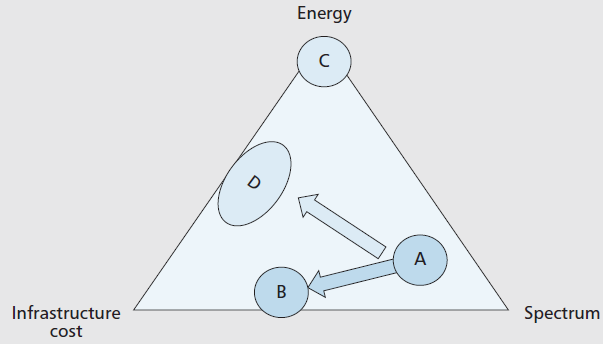 Energy
C
D
A
B
Infrastructure
cost
Spectrum